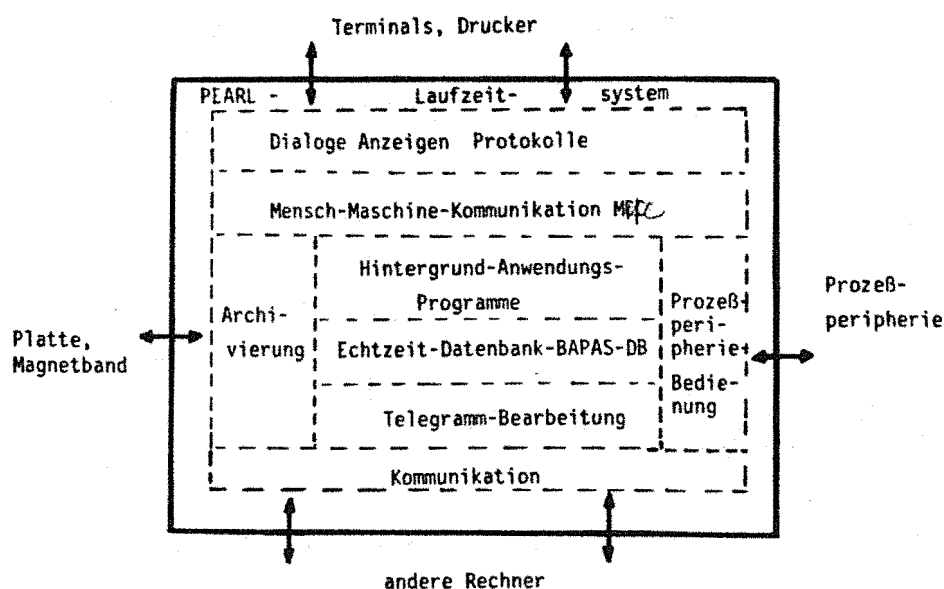 Terminals, Drucker
PEARL - Laufzeit- system
Dialoge Anzeigen Protokolle
Mensch-Maschine-Kommunikation
Hintergrund-Anwendungs-
Programme
Archi-
vierung
Echtzeit-Datenbank-BAPAS-DB
Telegramm-Bearbeitung
Prozeß-
peri-
pherie-
Bedie-
nung
Kommunikation
Platte,
Magnetband
Prozeß-
peripherie
andere Rechner